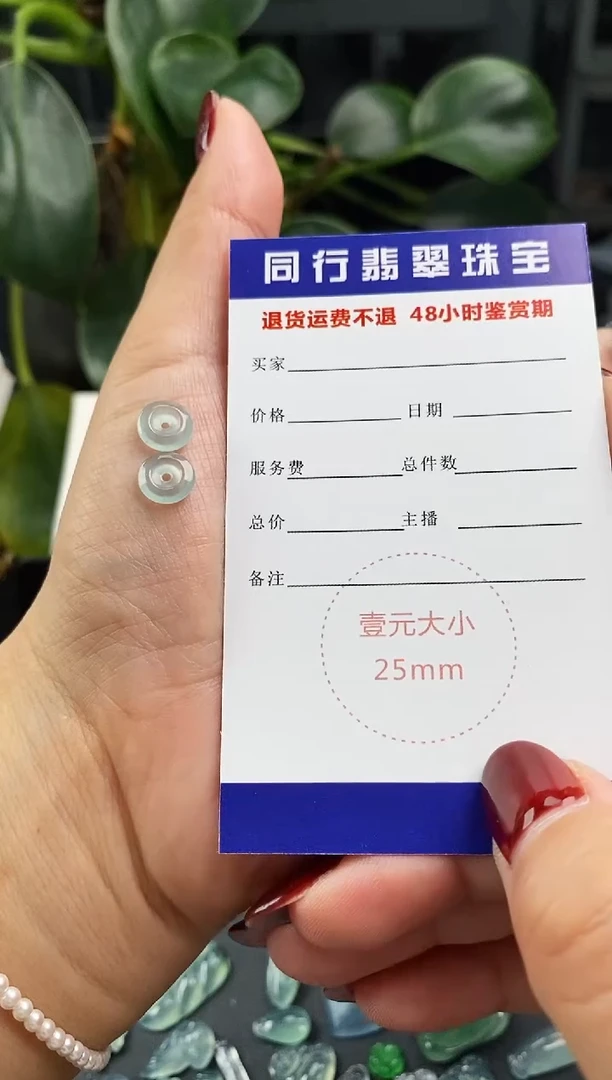 同行翡翠珠宝
退货运费不退 48小时鉴赏期
买家
价格 日期
服务费 总件数
总价 主播
备注
壹元大小
25mm